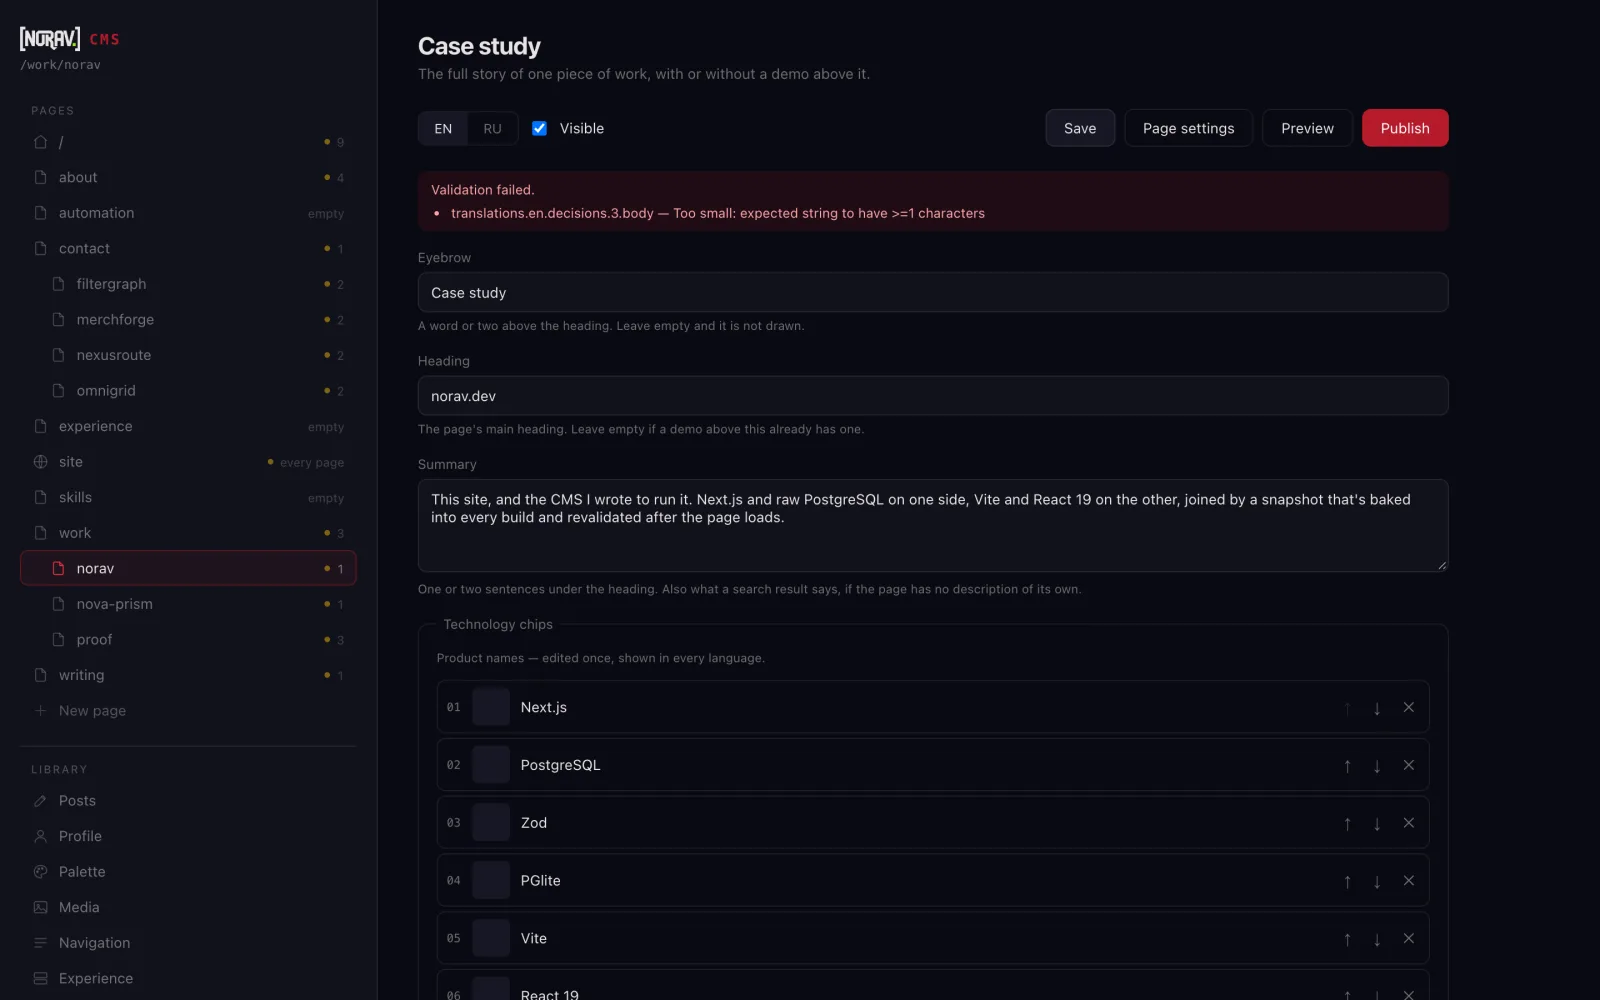 [NORAV.] CMS
/work/norav
PAGES
/ 9
about 4
automation empty
contact 1
filtergraph 2
merchforge 2
nexusroute 2
omnigrid 2
experience empty
site every page
skills empty
work 3
norav 1
nova-prism 1
proof 3
writing 1
New page
LIBRARY
Posts
Profile
Palette
Media
Navigation
Experience
Case study
The full story of one piece of work, with or without a demo above it.
EN RU Visible Save Page settings Preview Publish
Validation failed.
• translations.en.decisions.3.body — Too small: expected string to have >=1 characters
Eyebrow
Case study
A word or two above the heading. Leave empty and it is not drawn.
Heading
norav.dev
The page's main heading. Leave empty if a demo above this already has one.
Summary
This site, and the CMS I wrote to run it. Next.js and raw PostgreSQL on one side, Vite and React 19 on the other, joined by a snapshot that's baked
into every build and revalidated after the page loads.
One or two sentences under the heading. Also what a search result says, if the page has no description of its own.
Technology chips
Product names — edited once, shown in every language.
01 Next.js ↑ ↓ ×
02 PostgreSQL ↑ ↓ ×
03 Zod ↑ ↓ ×
04 PGlite ↑ ↓ ×
05 Vite ↑ ↓ ×
06 React 19 ↑ ↓ ×